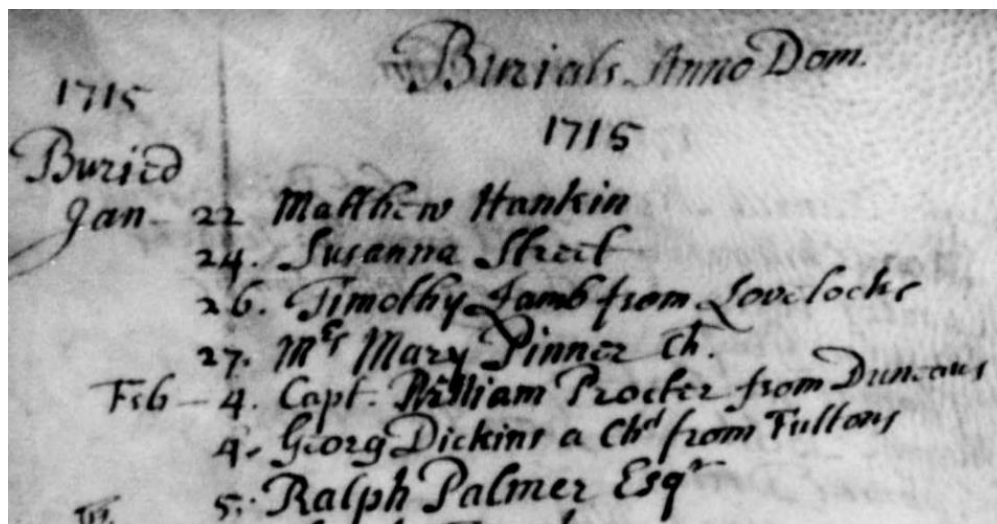 Burials Anno Dom.
1715
1715
Buried
Jan - 22 Matthew Hankin
24. Susanna Street
26. Timothy Lamb from Lovelocks
27. Mrs Mary Pinner Ch.
Feb - 4. Capt. William Procter from Duncans
4. Georg Dickins a Chd from Fultons
5. Ralph Palmer Esqr